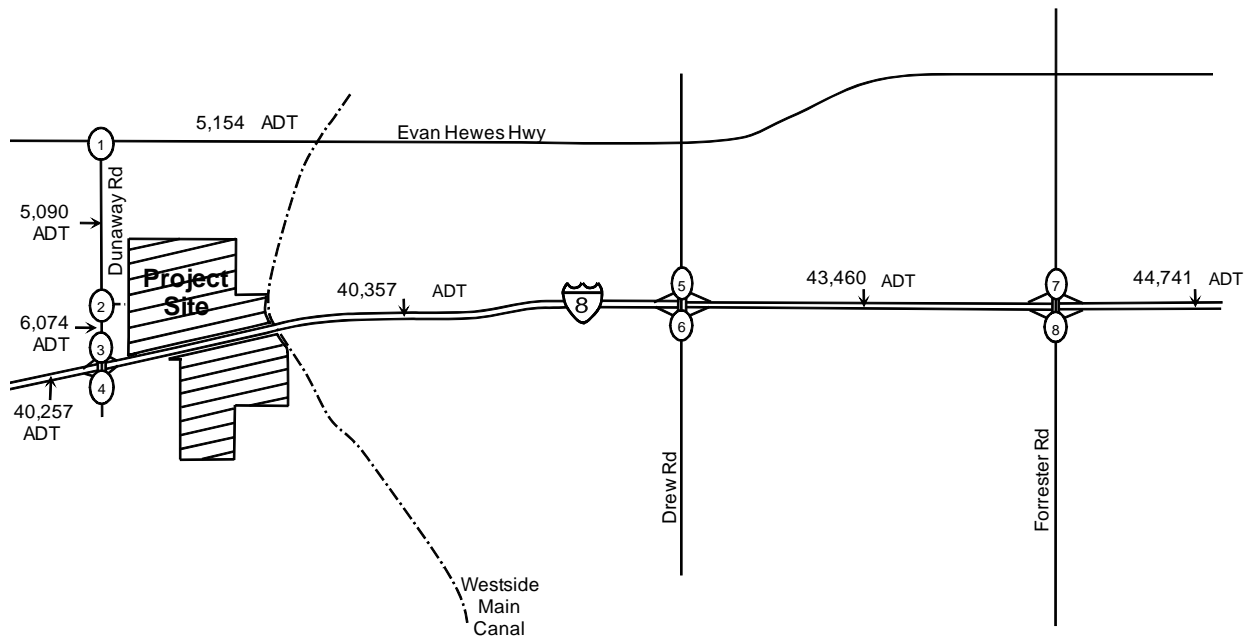 5,154 ADT
Evan Hewes Hwy
1
Dunaway Rd
5,090
ADT
Project
Site
2
6,074
ADT
3
4
40,257
ADT
40,357 ADT
8
5
6
43,460 ADT
7
8
44,741 ADT
Drew Rd
Forrester Rd
Westside
Main
Canal